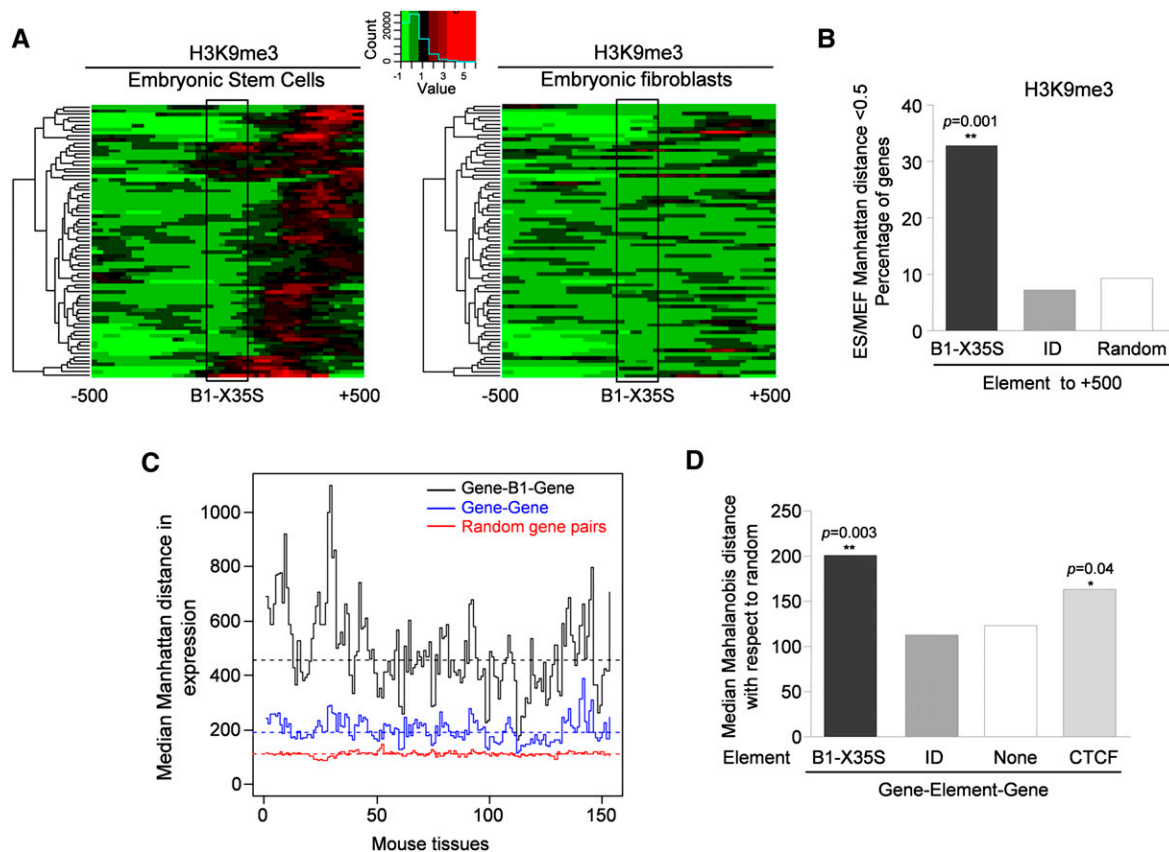 A
H3K9me3
Embryonic Stem Cells
Count
0
20000
-1 1 3 5
Value
H3K9me3
Embryonic fibroblasts
-500 B1-X35S +500
-500 B1-X35S +500
B
H3K9me3
ES/MEF Manhattan distance <0.5
Percentage of genes
40
30
20
10
0
p=0.001
**
B1-X35S ID Random
Element to +500
C
Median Manhattan distance in
expression
1000
800
600
400
200
0
Gene-B1-Gene
Gene-Gene
Random gene pairs
0 50 100 150
Mouse tissues
D
Median Mahalanobis distance
with respect to random
250
200
150
100
50
0
p=0.003
**
p=0.04
*
Element B1-X35S ID None CTCF
Gene-Element-Gene